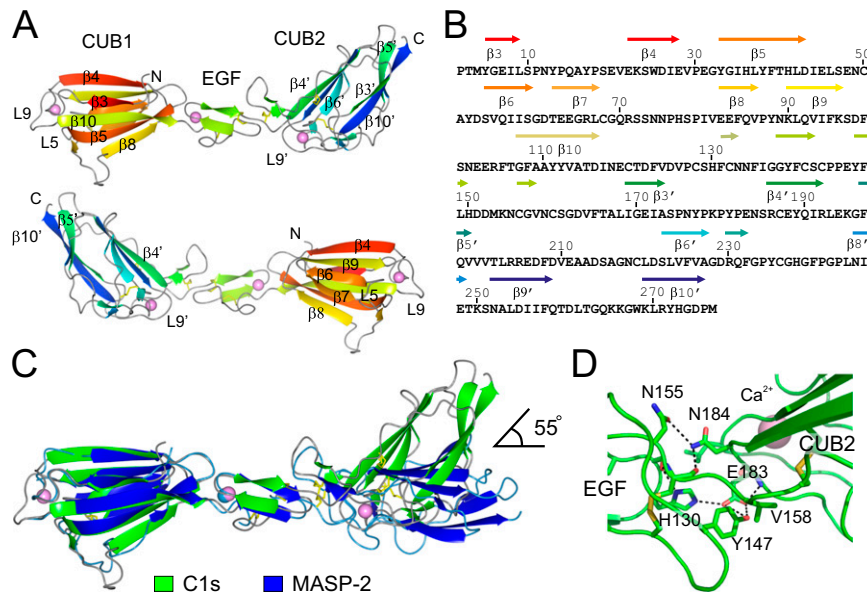 A
CUB1
EGF
CUB2
C
N
β4
β3
β10
β5
β8
L9
L5
β5'
β4'
β3'
β6'
β10'
L9'
C
β5'
β10'
β4'
L9'
N
β4
β9
β6
β7
β8
L5
L9
B
β3 10 β4 30 β5 50
PTMYGEILSPNYPQAYPSEVEKSWDIEVPEGYGIHLYFTHLDIELSENC
β6 β7 70 β8 90 β9
AYDSVQIISGDTEEGRLCGQRSSNNPHSPIVEEFQVPYNKLQVIFKSDF
110 β10 130
SNEERFTGFAAYYVATDINECTDFVDVPCSHFCNNFIGGYFCSCPPEYF
150 170 β3' β4' 190
LHDDMKNCGVNCSGDVFTALIGEIASPNYPKPYPENSRCEYQIRLEKGF
β5' 210 β6' 230 β8'
QVVVTLRREDFDVEAADSAGNCLDSLVFVAGDRQFGPYCGHGFPGPLNI
250 β9' 270 β10'
ETKSNALDIIFQTDLTGQKKGWKLRYHGDPM
C
55°
C1s MASP-2
D
N155
N184
Ca2+
CUB2
E183
EGF
H130
V158
Y147